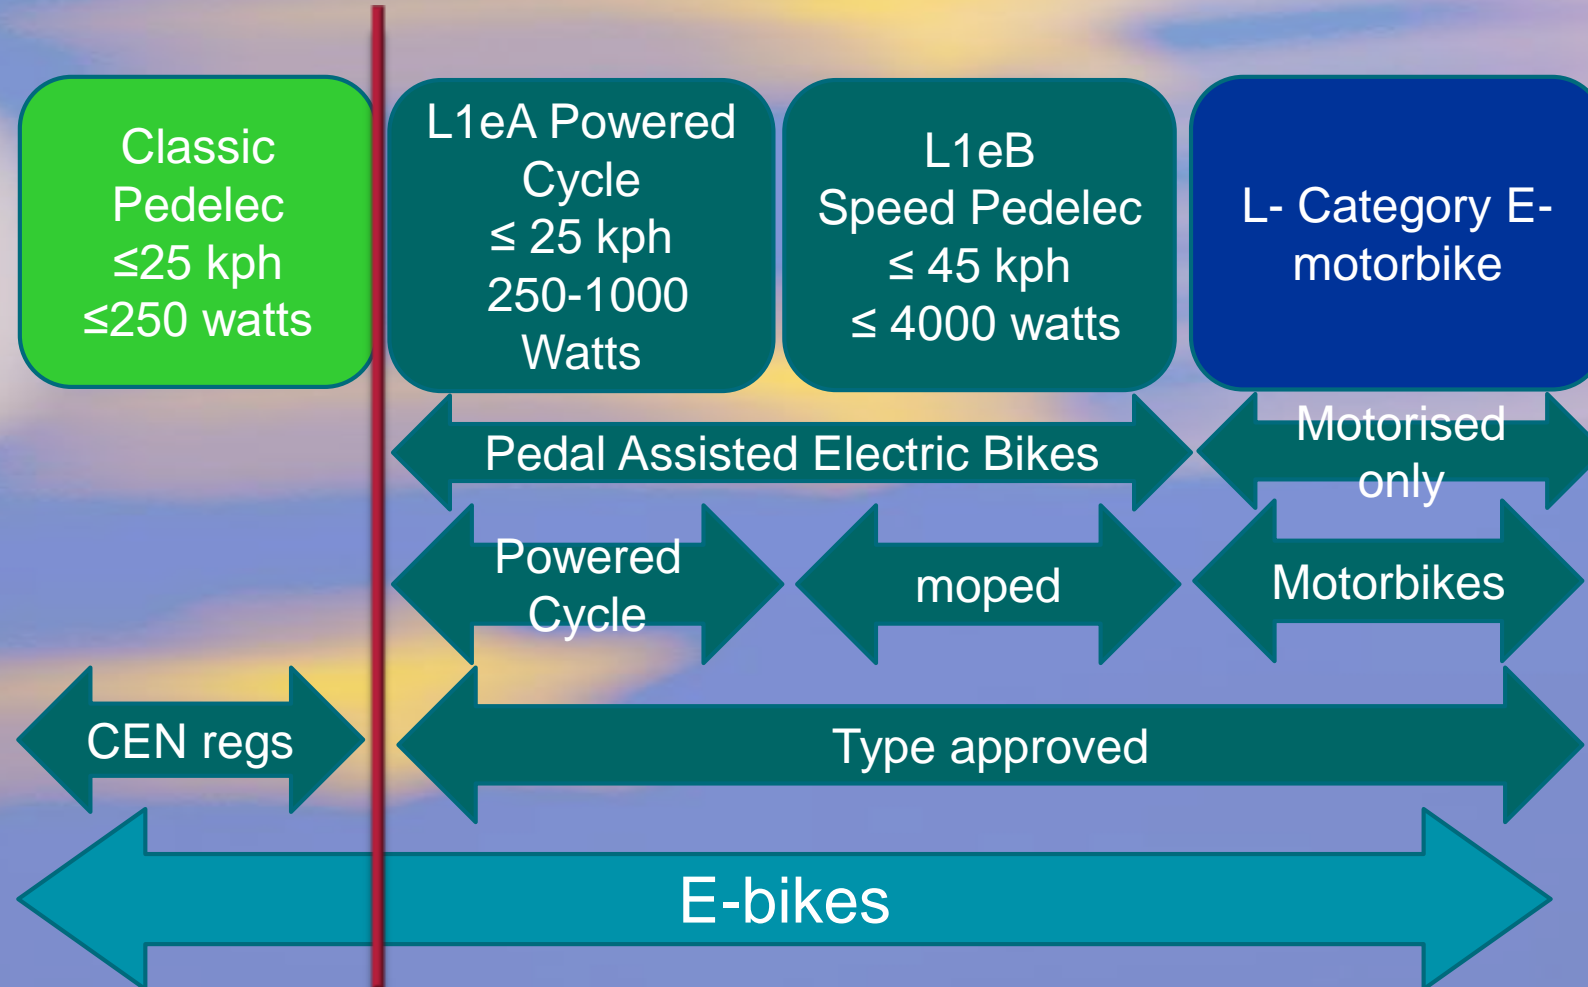 Classic
Pedelec
≤25 kph
≤250 watts
L1eA Powered
Cycle
≤ 25 kph
250-1000
Watts
L1eB
Speed Pedelec
≤ 45 kph
≤ 4000 watts
L- Category E-
motorbike
Pedal Assisted Electric Bikes
Motorised
only
Powered
Cycle
moped
Motorbikes
CEN regs
Type approved
E-bikes